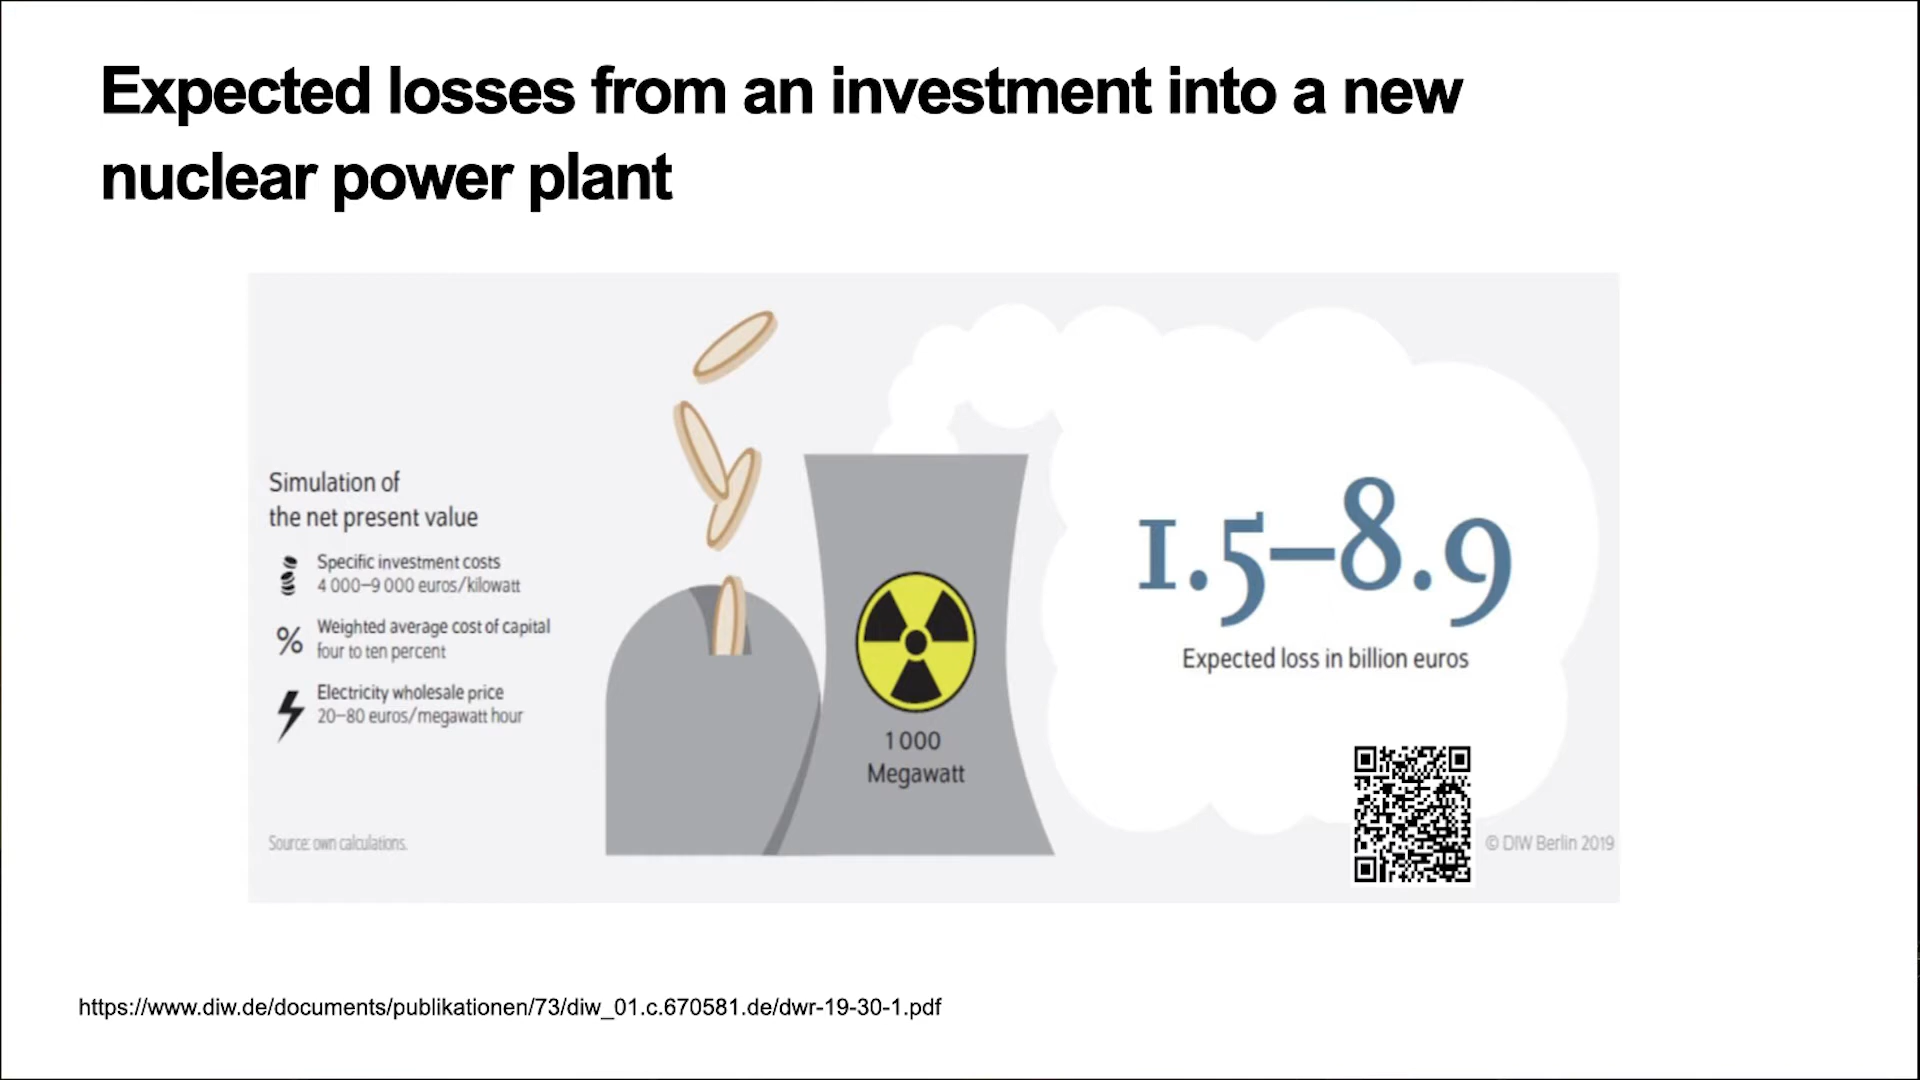 Expected losses from an investment into a new
nuclear power plant
Simulation of
the net present value
Specific investment costs
4 000–9 000 euros/kilowatt
%
Weighted average cost of capital
four to ten percent
Electricity wholesale price
20–80 euros/megawatt hour
Source: own calculations.
1 000
Megawatt
1.5–8.9
Expected loss in billion euros
© DIW Berlin 2019
https://www.diw.de/documents/publikationen/73/diw_01.c.670581.de/dwr-19-30-1.pdf